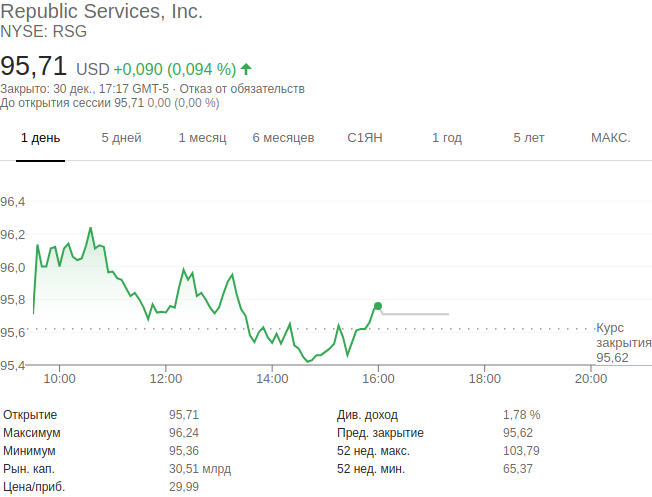 Republic Services, Inc.
NYSE: RSG
95,71 USD +0,090 (0,094 %)
Закрыто: 30 дек., 17:17 GMT-5 · Отказ от обязательств
До открытия сессии 95,71 0,00 (0,00 %)
1 день 5 дней 1 месяц 6 месяцев С1ЯН 1 год 5 лет МАКС.
96,4
96,2
96,0
95,8
95,6
Курс
закрытия
95,62
95,4
10:00 12:00 14:00 16:00 18:00 20:00
Открытие 95,71 Див. доход 1,78 %
Максимум 96,24 Пред. закрытие 95,62
Минимум 95,36 52 нед. макс. 103,79
Рын. кап. 30,51 млрд 52 нед. мин. 65,37
Цена/приб. 29,99